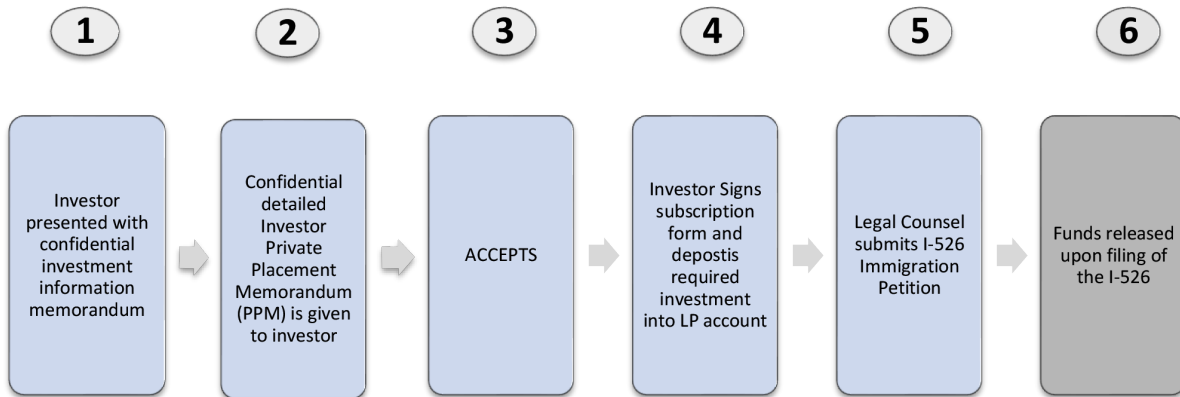 1
2
3
4
5
6
Investor
presented with
confidential
investment
information
memorandum
Confidential
detailed
Investor
Private
Placement
Memorandum
(PPM) is given
to investor
ACCEPTS
Investor Signs
subscription
form and
depostis
required
investment
into LP account
Legal Counsel
submits I-526
Immigration
Petition
Funds released
upon filing of
the I-526